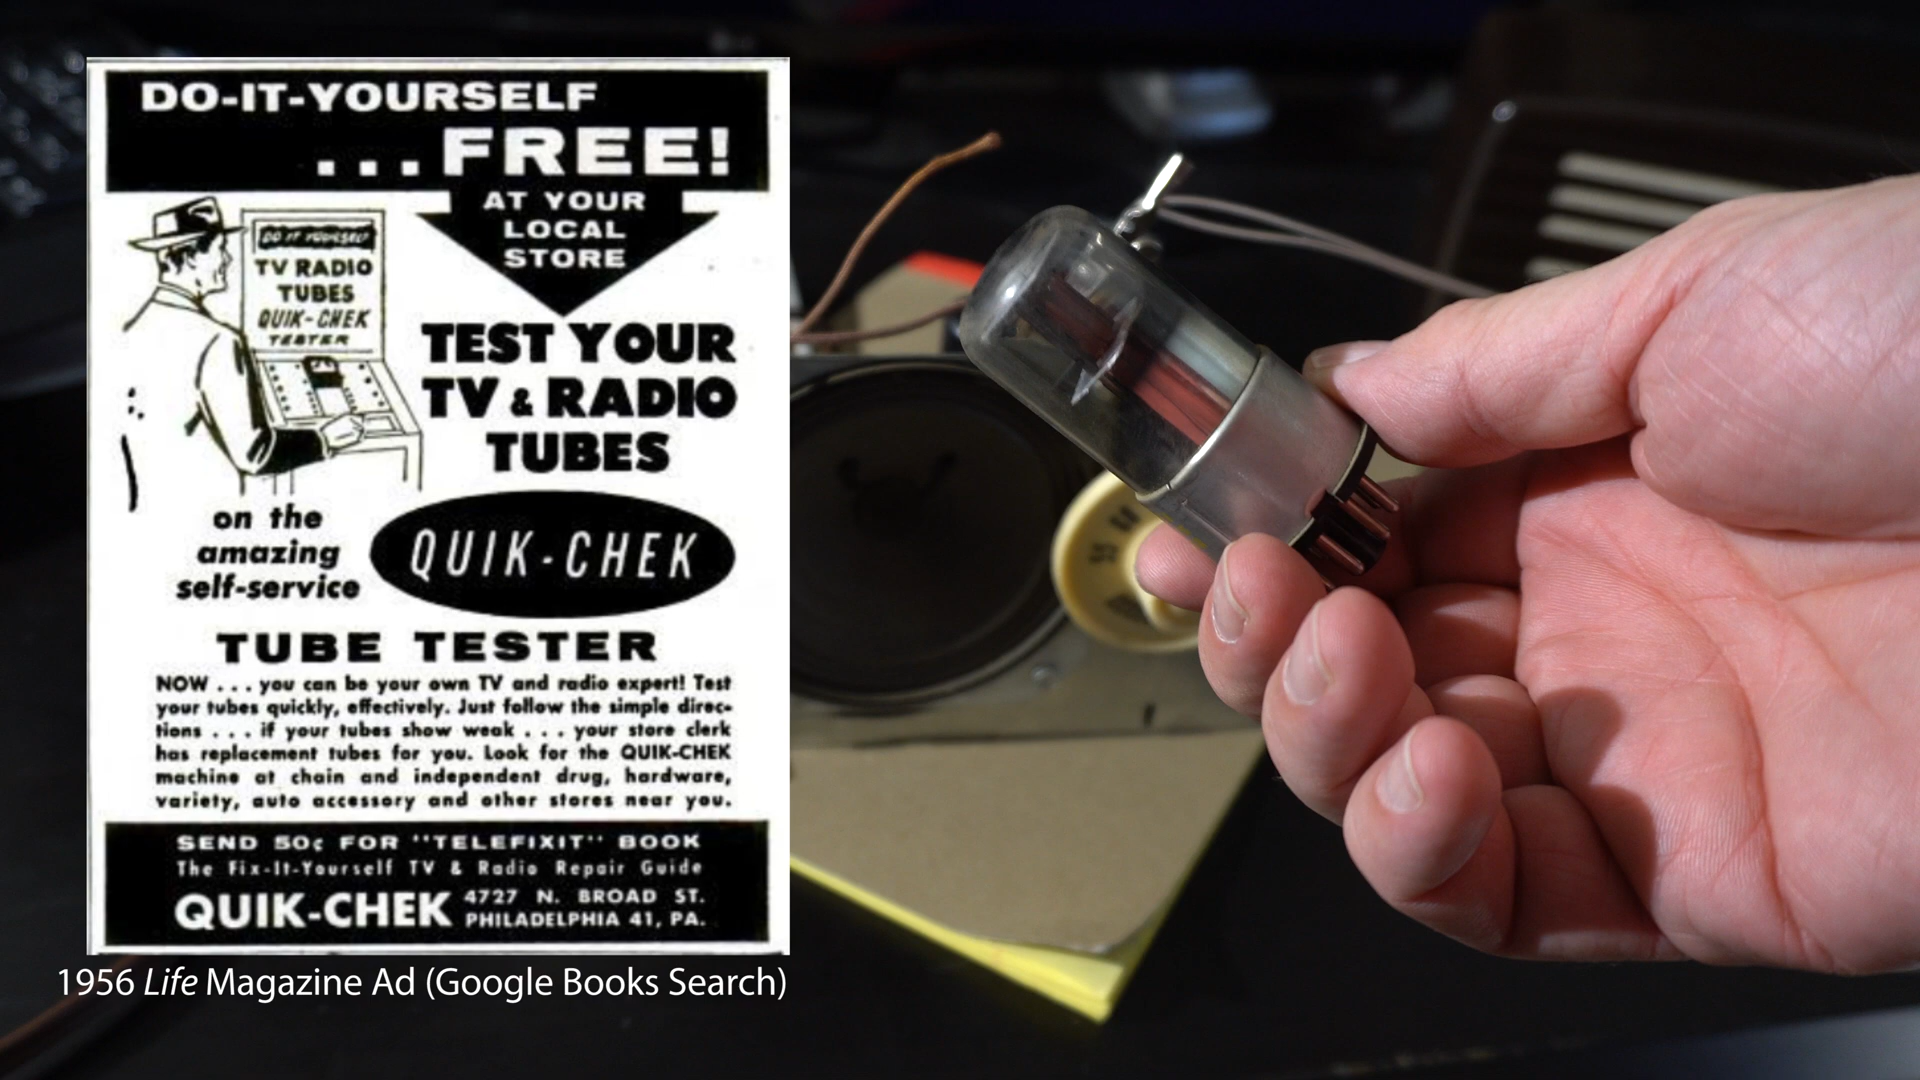 DO-IT-YOURSELF
...FREE!
AT YOUR
LOCAL
STORE
DO IT YOURSELF
TV RADIO
TUBES
QUIK-CHEK
TESTER
TEST YOUR
TV & RADIO
TUBES
on the
amazing
self-service
QUIK-CHEK
TUBE TESTER
NOW . . . you can be your own TV and radio expert! Test
your tubes quickly, effectively. Just follow the simple direc-
tions . . . if your tubes show weak . . . your store clerk
has replacement tubes for you. Look for the QUIK-CHEK
machine at chain and independent drug, hardware,
variety, auto accessory and other stores near you.
SEND 50¢ FOR "TELEFIXIT" BOOK
The Fix-It-Yourself TV & Radio Repair Guide
QUIK-CHEK
4727 N. BROAD ST.
PHILADELPHIA 41, PA.
1956 Life Magazine Ad (Google Books Search)
55 60